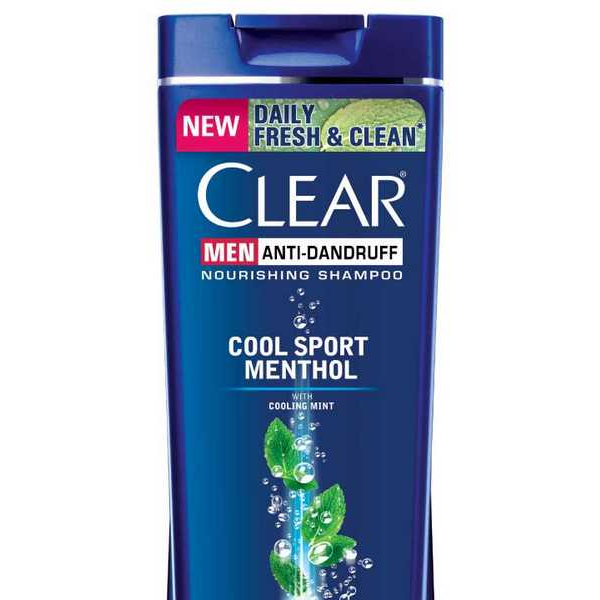 NEW
DAILY
FRESH & CLEAN*
CLEAR®
MEN ANTI-DANDRUFF
NOURISHING SHAMPOO
COOL SPORT
MENTHOL
WITH
COOLING MINT